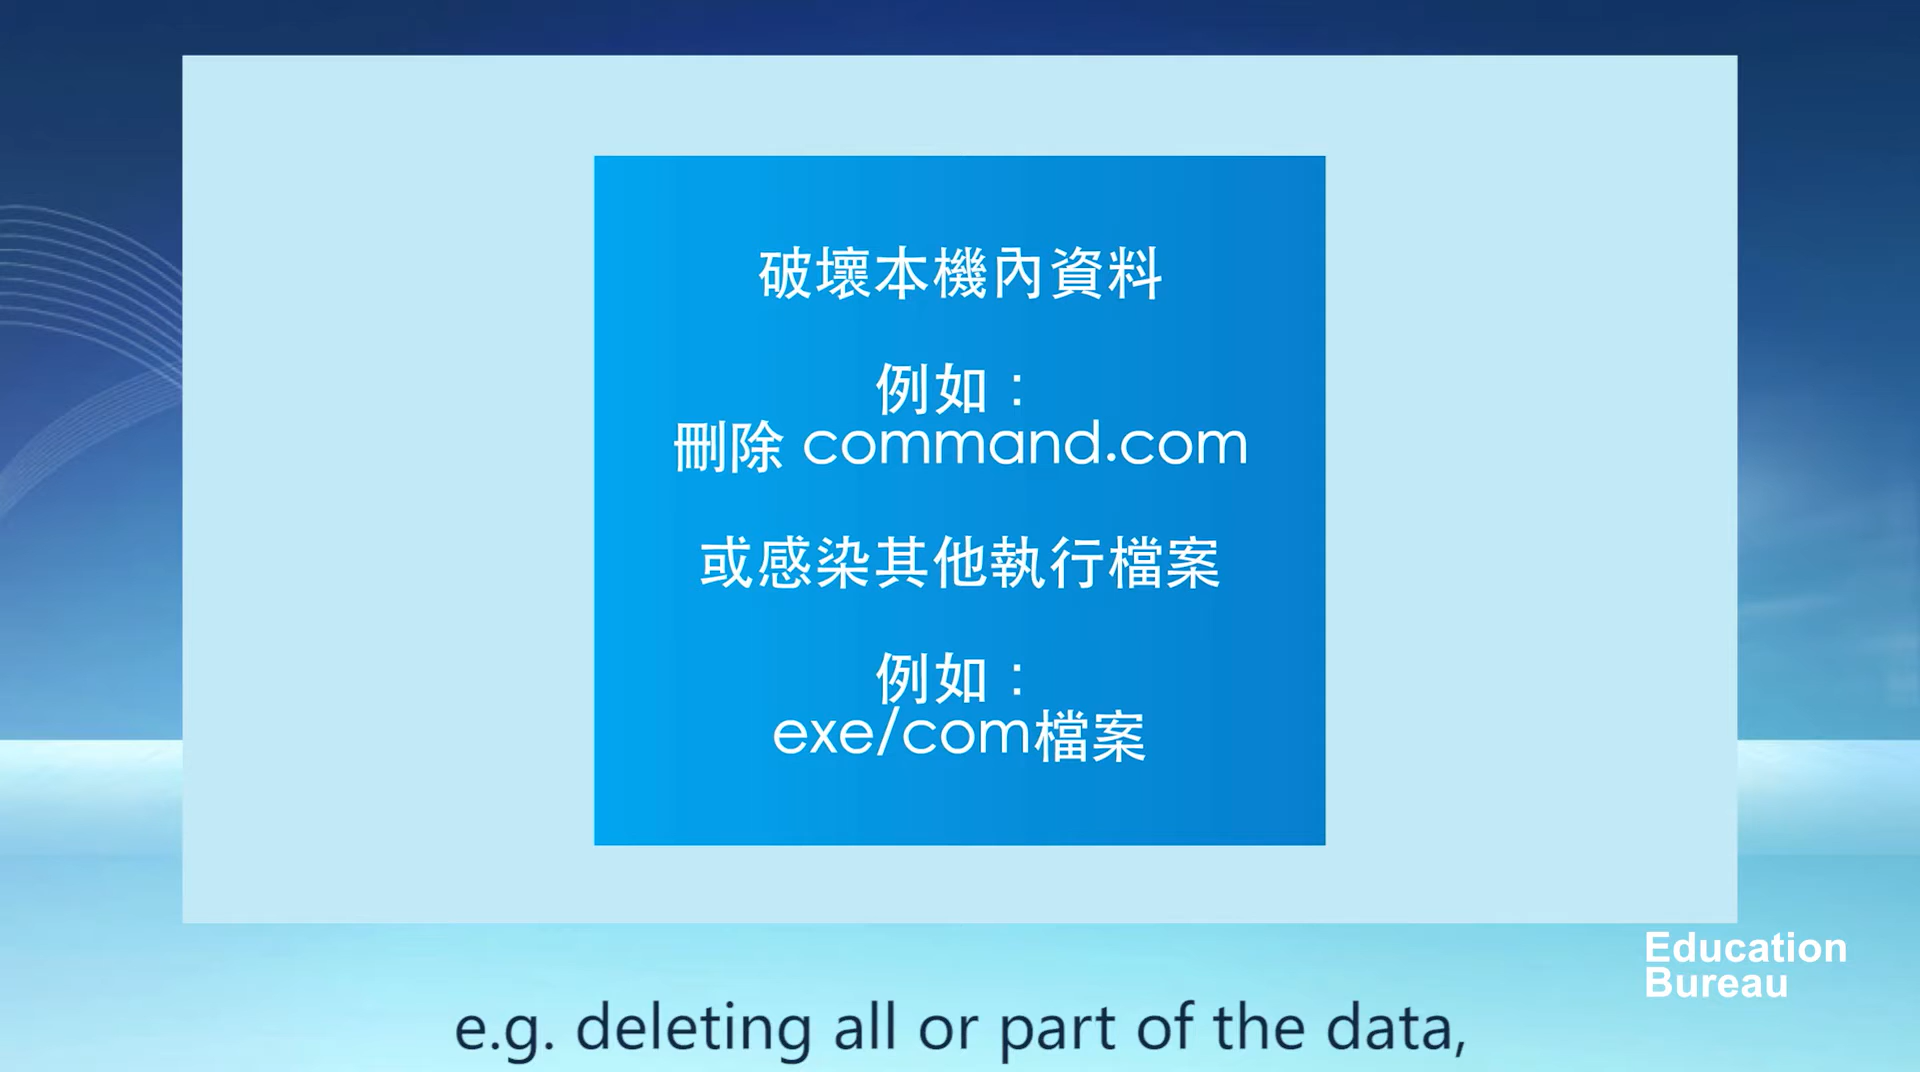 破壞本機內資料
例如：
刪除 command.com
或感染其他執行檔案
例如：
exe/com檔案
Education
Bureau
e.g. deleting all or part of the data,